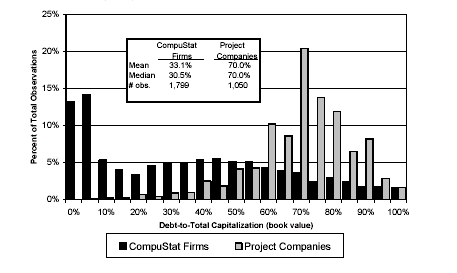 25%
20%
15%
10%
5%
0%
Percent of Total Observations
CompuStat Project
Firms Companies
Mean 33.1% 70.0%
Median 30.5% 70.0%
# obs. 1,799 1,050
0% 10% 20% 30% 40% 50% 60% 70% 80% 90% 100%
Debt-to-Total Capitalization (book value)
CompuStat Firms Project Companies